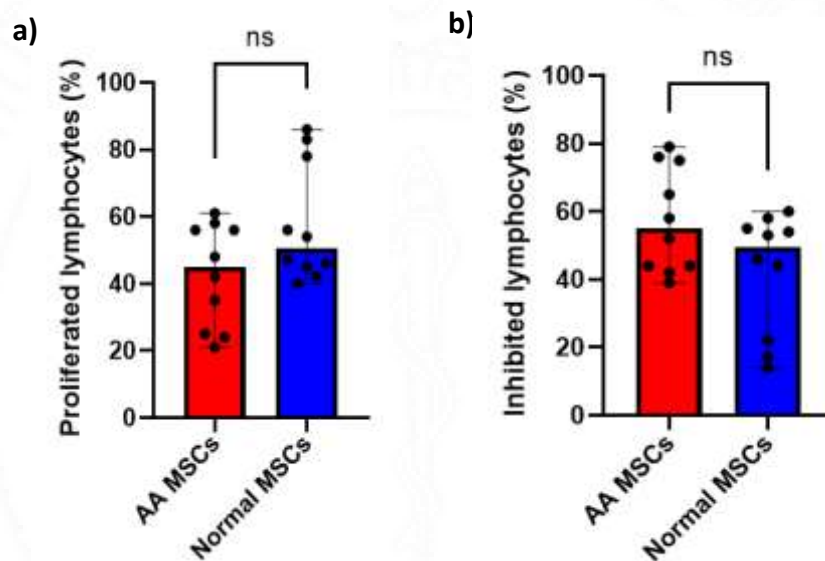 a)
ns
Proliferated lymphocytes (%)
100
80
60
40
20
0
AA MSCs
Normal MSCs
b)
ns
Inhibited lymphocytes (%)
100
80
60
40
20
0
AA MSCs
Normal MSCs